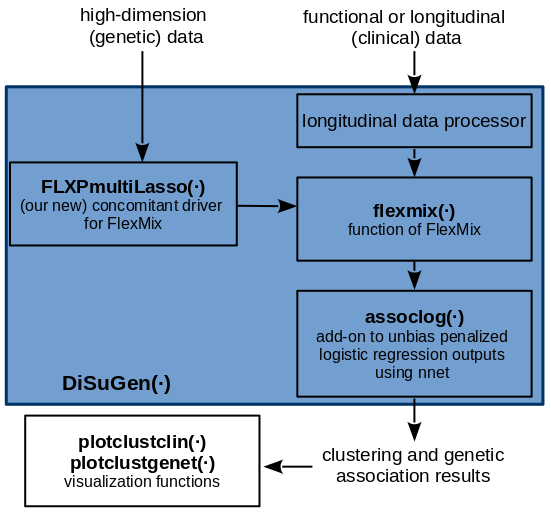 high-dimension
(genetic) data
functional or longitudinal
(clinical) data
longitudinal data processor
FLXPmultiLasso(·)
(our new) concomitant driver
for FlexMix
flexmix(·)
function of FlexMix
assoclog(·)
add-on to unbias penalized
logistic regression outputs
using nnet
DiSuGen(·)
clustering and genetic
association results
plotclustclin(·)
plotclustgenet(·)
visualization functions